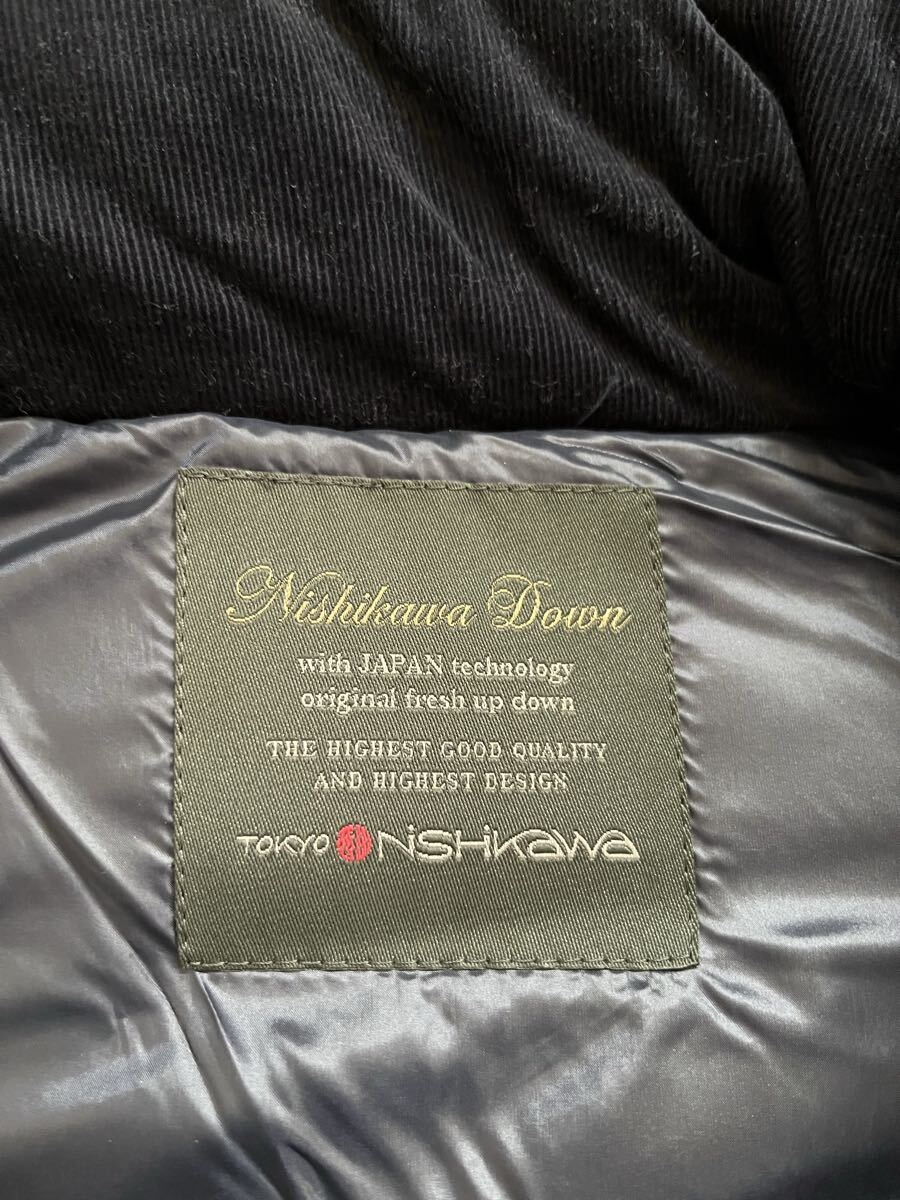 Nishikawa Down
with JAPAN technology
original fresh up down
THE HIGHEST GOOD QUALITY
AND HIGHEST DESIGN
TOKYO NiSHiKaWa